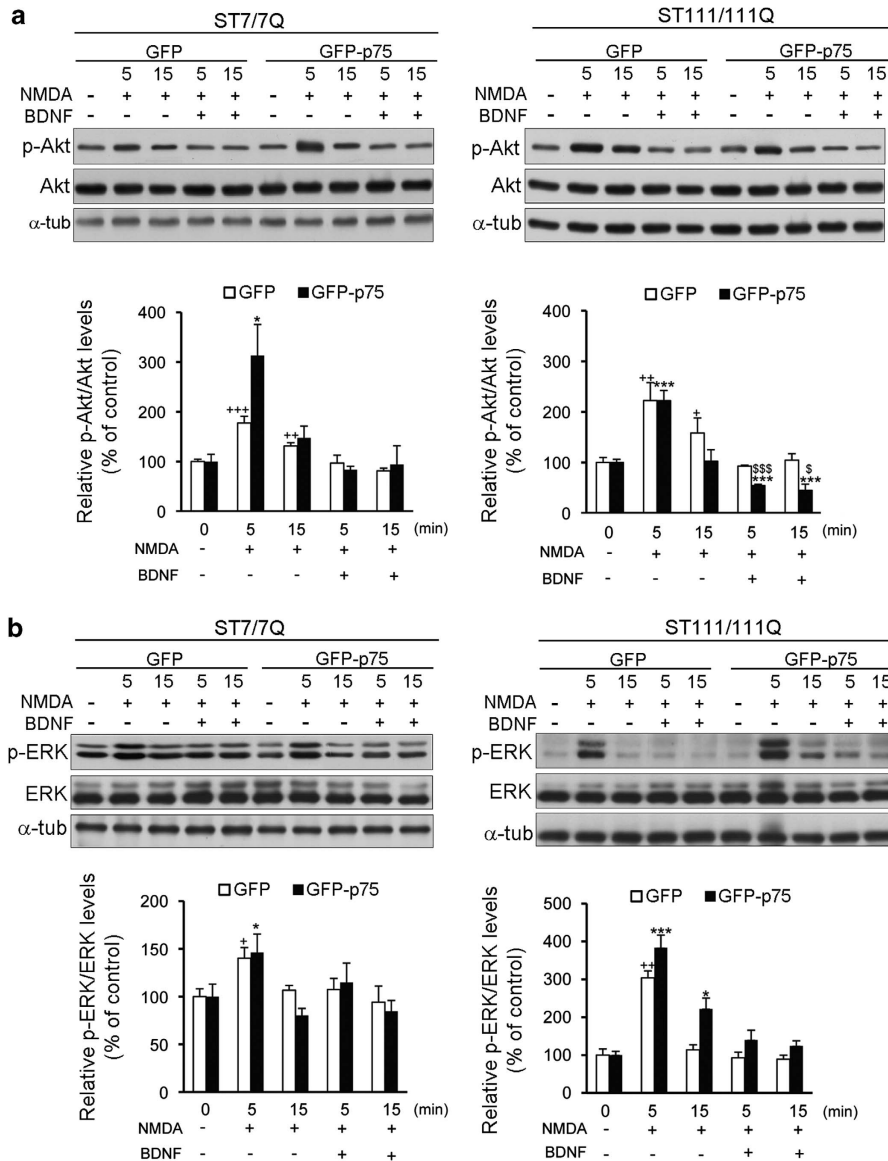 a
ST7/7Q
GFP GFP-p75
5 15 5 15 5 15 5 15
NMDA - + + + + - + + + +
BDNF - - - + + - - - + +
p-Akt
Akt
α-tub
ST111/111Q
GFP GFP-p75
5 15 5 15 5 15 5 15
NMDA - + + + + - + + + +
BDNF - - - + + - - - + +
p-Akt
Akt
α-tub
GFP GFP-p75
Relative p-Akt/Akt levels
(% of control)
400
300
200
100
0
+++ * ++
0 5 15 5 15 (min)
NMDA - + + + +
BDNF - - - + +
GFP GFP-p75
Relative p-Akt/Akt levels
(% of control)
400
300
200
100
0
++ *** + $$$ *** $ ***
0 5 15 5 15 (min)
NMDA - + + + +
BDNF - - - + +
b
ST7/7Q
GFP GFP-p75
5 15 5 15 5 15 5 15
NMDA - + + + + - + + + +
BDNF - - - + + - - - + +
p-ERK
ERK
α-tub
ST111/111Q
GFP GFP-p75
5 15 5 15 5 15 5 15
NMDA - + + + + - + + + +
BDNF - - - + + - - - + +
p-ERK
ERK
α-tub
GFP GFP-p75
Relative p-ERK/ERK levels
(% of control)
200
150
100
50
0
+ *
0 5 15 5 15 (min)
NMDA - + + + +
BDNF - - - + +
GFP GFP-p75
Relative p-ERK/ERK levels
(% of control)
500
400
300
200
100
0
++ *** *
0 5 15 5 15 (min)
NMDA - + + + +
BDNF - - - + +